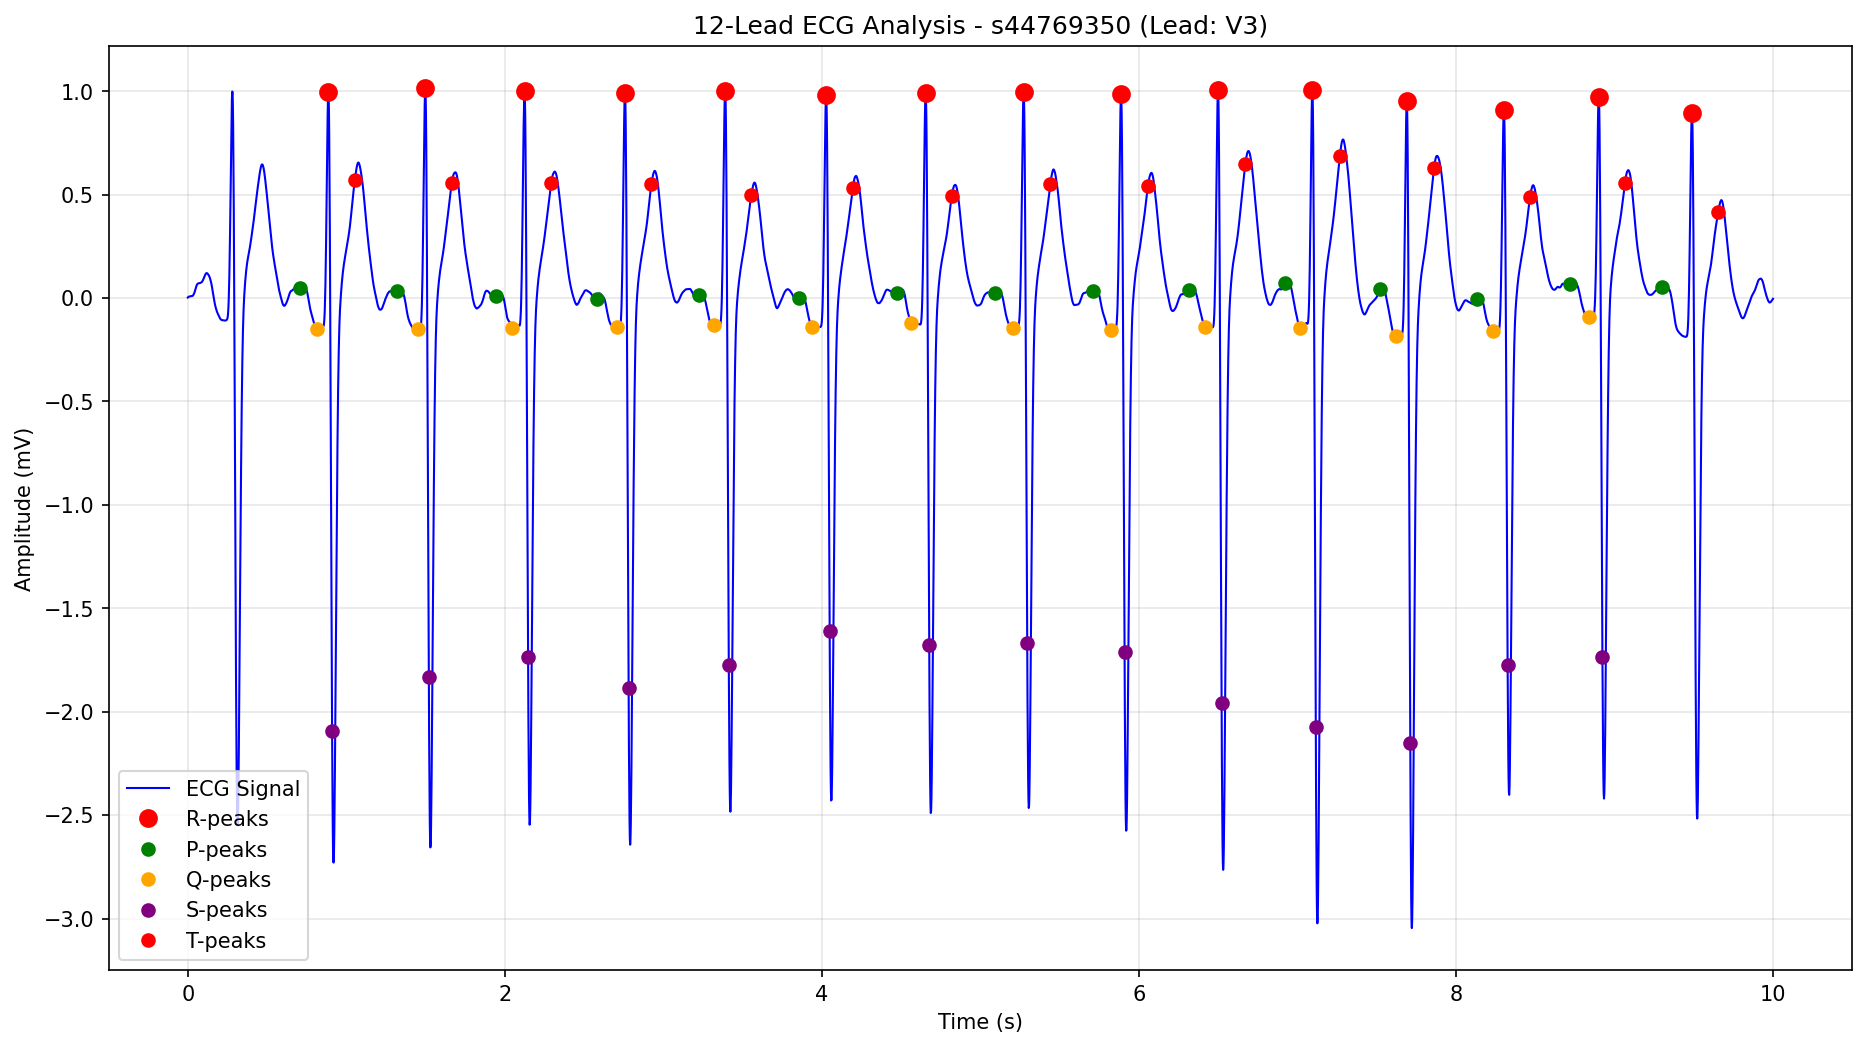 12-Lead ECG Analysis - s44769350 (Lead: V3)
1.0
0.5
0.0
−0.5
−1.0
−1.5
−2.0
−2.5
−3.0
Amplitude (mV)
ECG Signal
R-peaks
P-peaks
Q-peaks
S-peaks
T-peaks
0 2 4 6 8 10
Time (s)